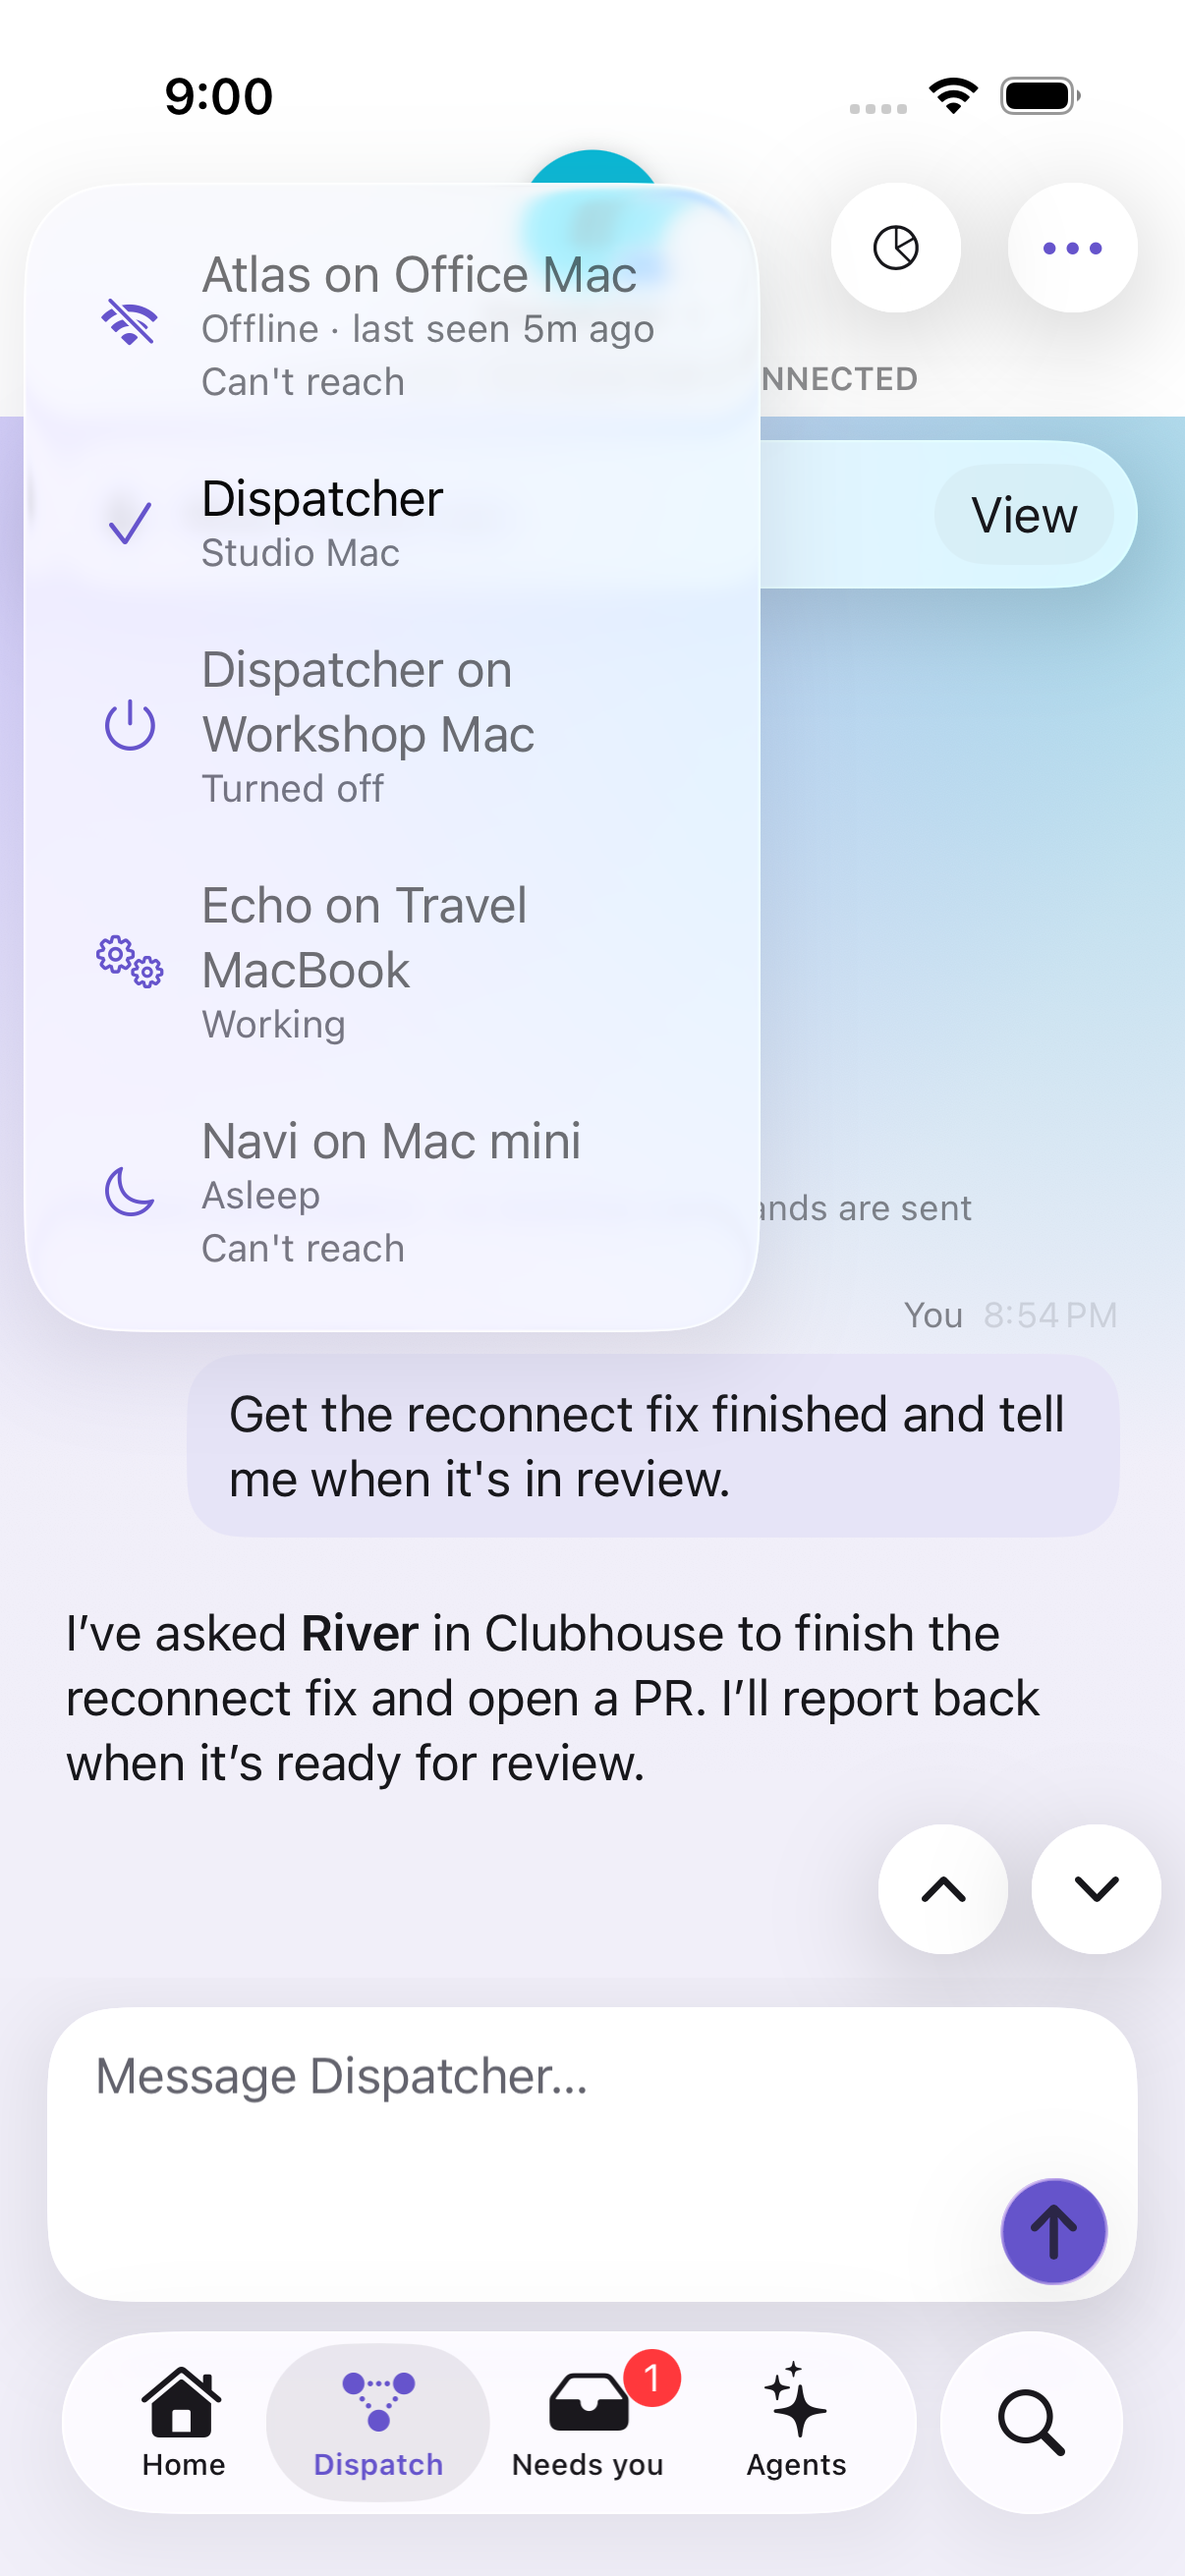 9:00
Atlas on Office Mac
Offline · last seen 5m ago
Can't reach
NNECTED
Dispatcher
Studio Mac
View
Dispatcher on
Workshop Mac
Turned off
Echo on Travel
MacBook
Working
Navi on Mac mini
Asleep
Can't reach
ands are sent
You 8:54 PM
Get the reconnect fix finished and tell
me when it's in review.
I’ve asked River in Clubhouse to finish the
reconnect fix and open a PR. I’ll report back
when it’s ready for review.
Message Dispatcher...
1
Home
Dispatch
Needs you
Agents